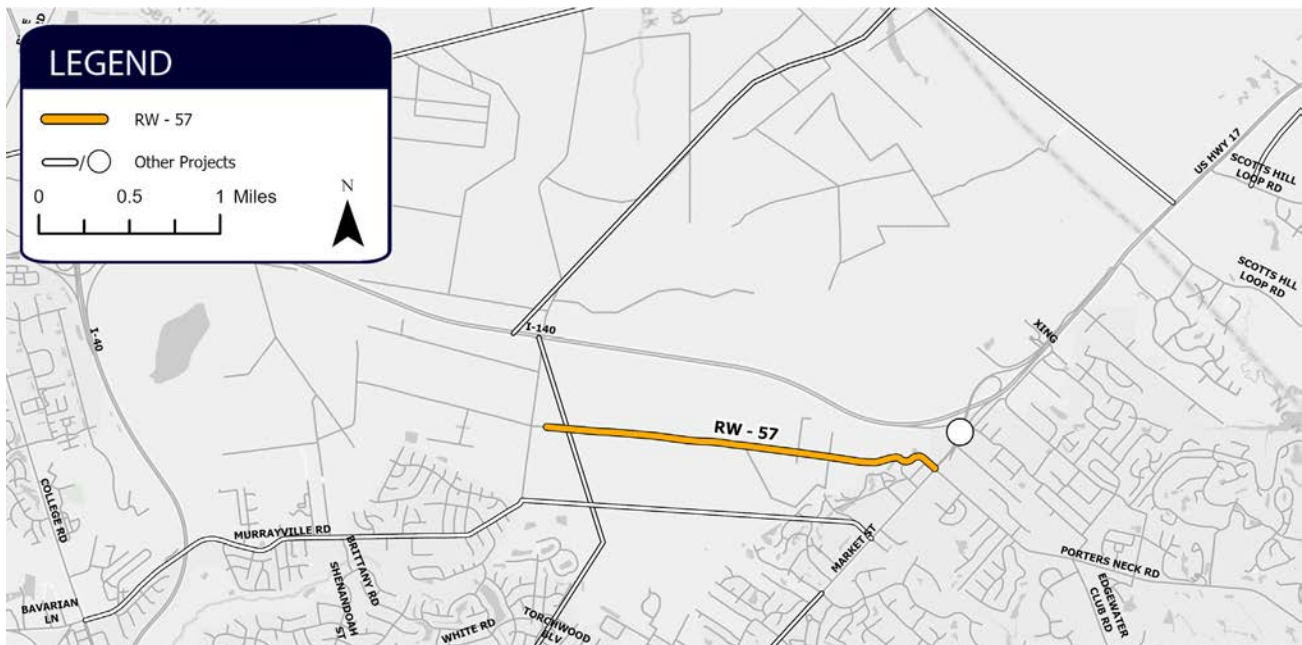 LEGEND
RW - 57
Other Projects
0 0.5 1 Miles
N
US HWY 17
SCOTTS HILL
LOOP RD
SCOTTS HLL
LOOP RD
XING
I-140
I-40
RW - 57
COLLEGE RD
MURRAYVILLE RD
BRITTANY RD
SHENANDOAH
ST
MARKET ST
PORTERS NECK RD
EDGEWATER
CLUB RD
BAVARIAN
LN
WHITE RD
TORCHWOOD
BLV